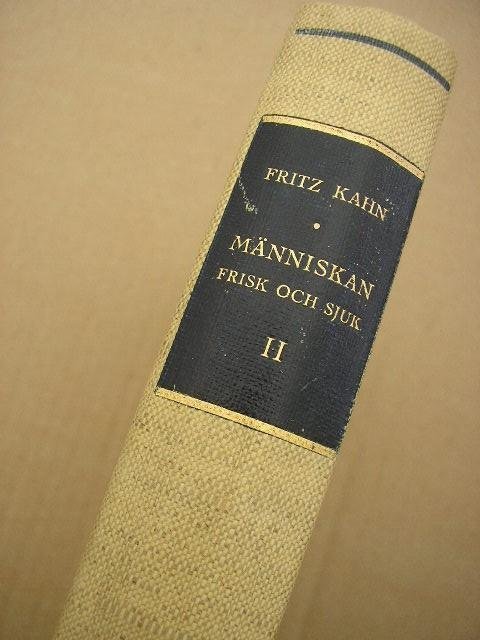 FRITZ KAHN
•
MÄNNISKAN
FRISK OCH SJUK
II